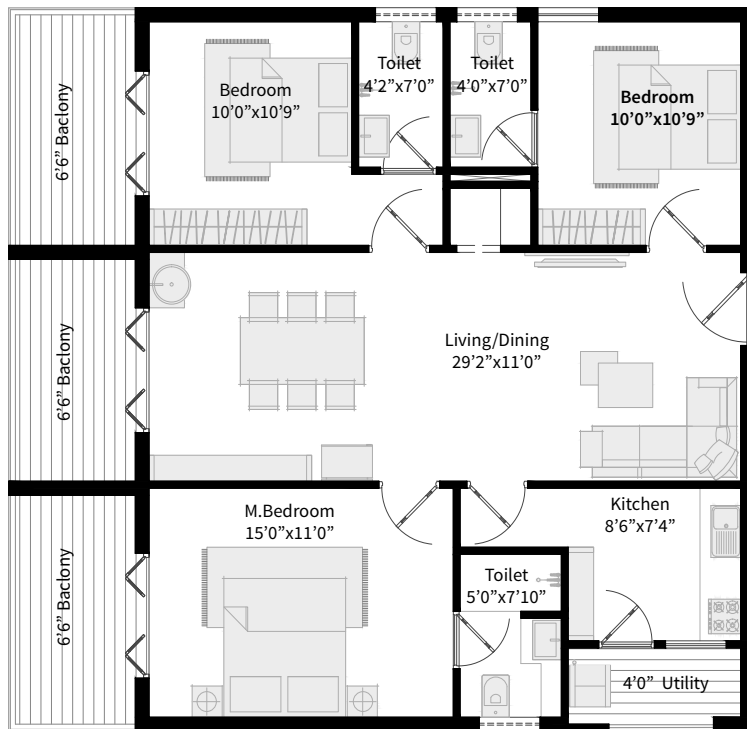 6’6” Baclony
Bedroom
10’0”x10’9”
Toilet
4’2”x7’0”
Toilet
4’0”x7’0”
Bedroom
10’0”x10’9”
6’6” Baclony
Living/Dining
29’2”x11’0”
6’6” Baclony
M.Bedroom
15’0”x11’0”
Kitchen
8’6”x7’4”
Toilet
5’0”x7’10”
4’0” Utility